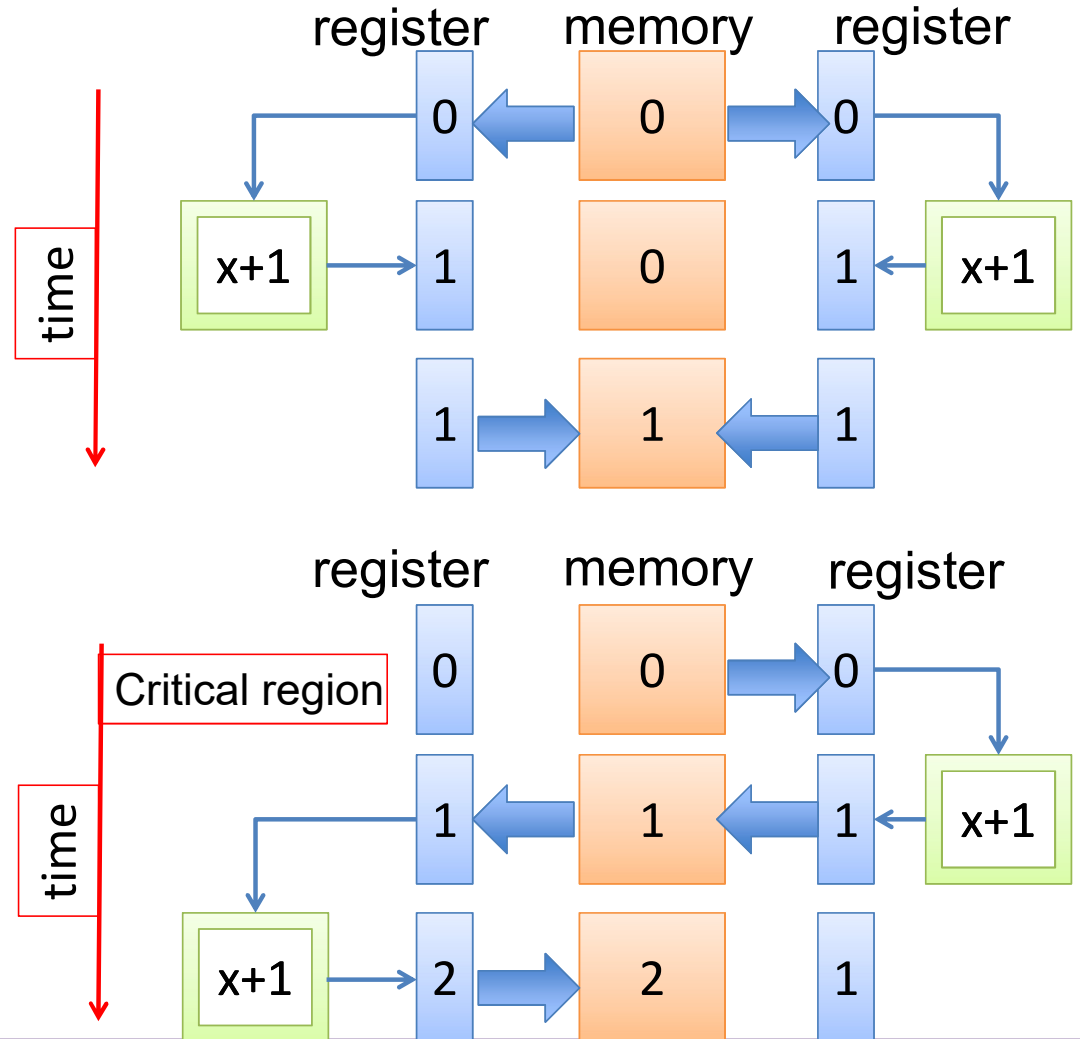 register memory register
0 0 0
x+1 1 0 1 x+1
time
1 1 1
register memory register
0 0 0
Critical region
1 1 1 x+1
time
x+1 2 2 1